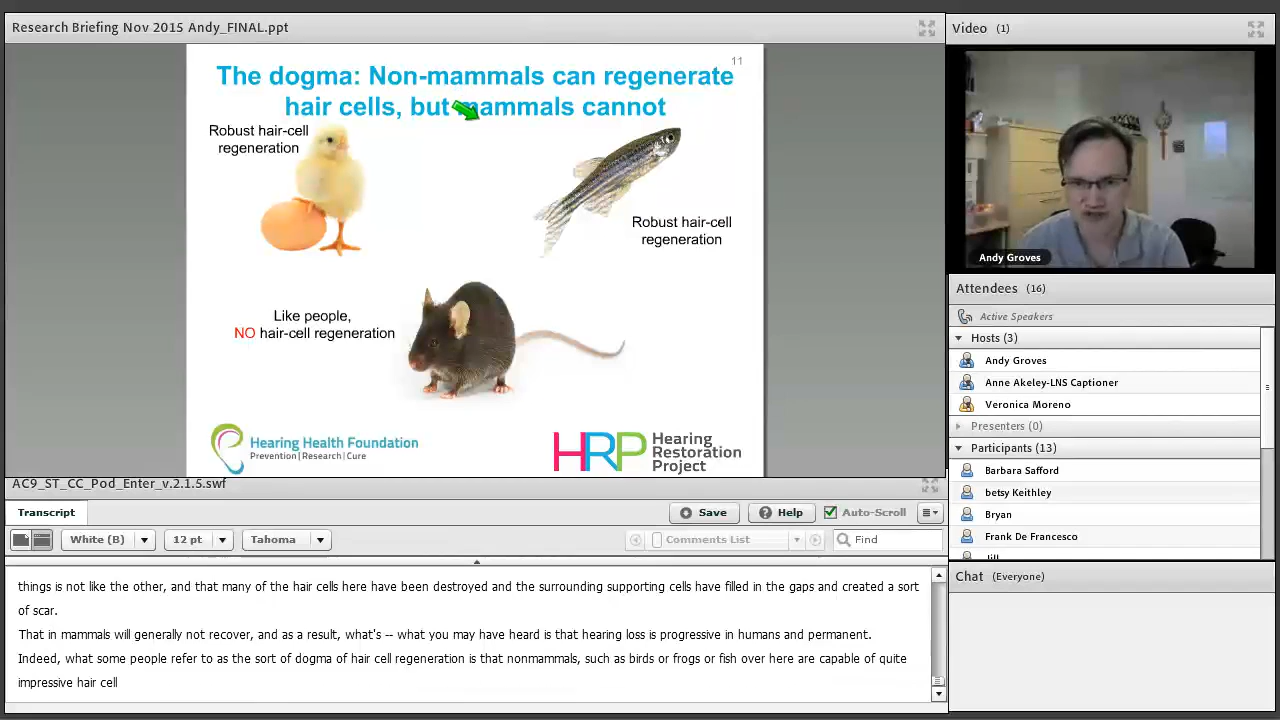 Research Briefing Nov 2015 Andy_FINAL.ppt
11
The dogma: Non-mammals can regenerate
hair cells, but mammals cannot
Robust hair-cell
regeneration
Robust hair-cell
regeneration
Like people,
NO hair-cell regeneration
Hearing Health Foundation
Prevention|Research|Cure
HRP
Hearing
Restoration
Project
AC9_ST_CC_Pod_Enter_v.2.1.5.swf
Transcript
Save
Help
Auto-Scroll
White (B)
12 pt
Tahoma
Comments List
Find
things is not like the other, and that many of the hair cells here have been destroyed and the surrounding supporting cells have filled in the gaps and created a sort
of scar.
That in mammals will generally not recover, and as a result, what's -- what you may have heard is that hearing loss is progressive in humans and permanent.
Indeed, what some people refer to as the sort of dogma of hair cell regeneration is that nonmammals, such as birds or frogs or fish over here are capable of quite
impressive hair cell
Video (1)
Andy Groves
Attendees (16)
Active Speakers
Hosts (3)
Andy Groves
Anne Akeley-LNS Captioner
Veronica Moreno
Presenters (0)
Participants (13)
Barbara Safford
betsy Keithley
Bryan
Frank De Francesco
Chat (Everyone)